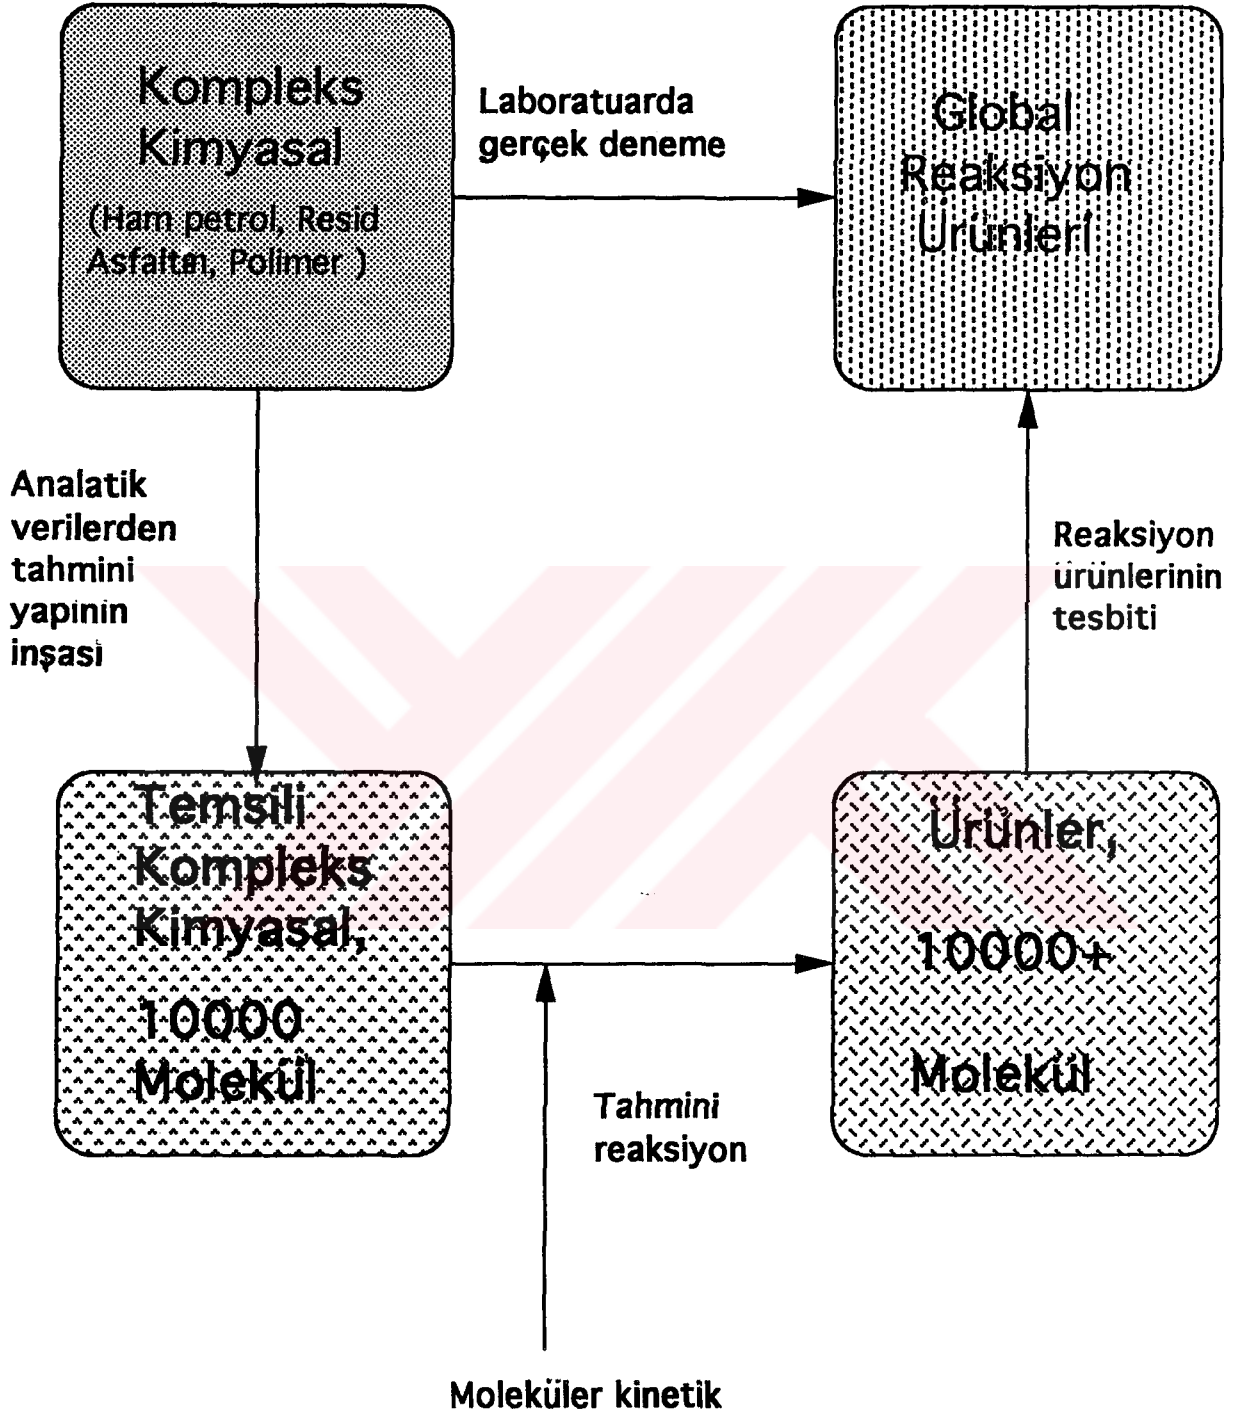 Kompleks
Kimyasal
(Ham petrol, Resid
Asfaltin, Polimer )
Laboratuarda
gerçek deneme
Global
Reaksiyon
Ürünleri
Analatik
verilerden
tahmini
yapinin
inşasi
Reaksiyon
ürünlerinin
tesbiti
Temsili
Kompleks
Kimyasal,
10000
Molekül
Ürünler,
10000+
Molekül
Tahmini
reaksiyon
Moleküler kinetik